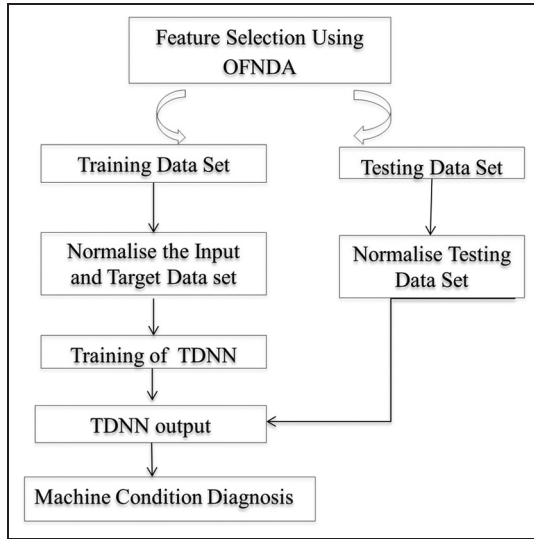 Feature Selection Using
OFNDA
Training Data Set
Testing Data Set
Normalise the Input
and Target Data set
Normalise Testing
Data Set
Training of TDNN
TDNN output
Machine Condition Diagnosis